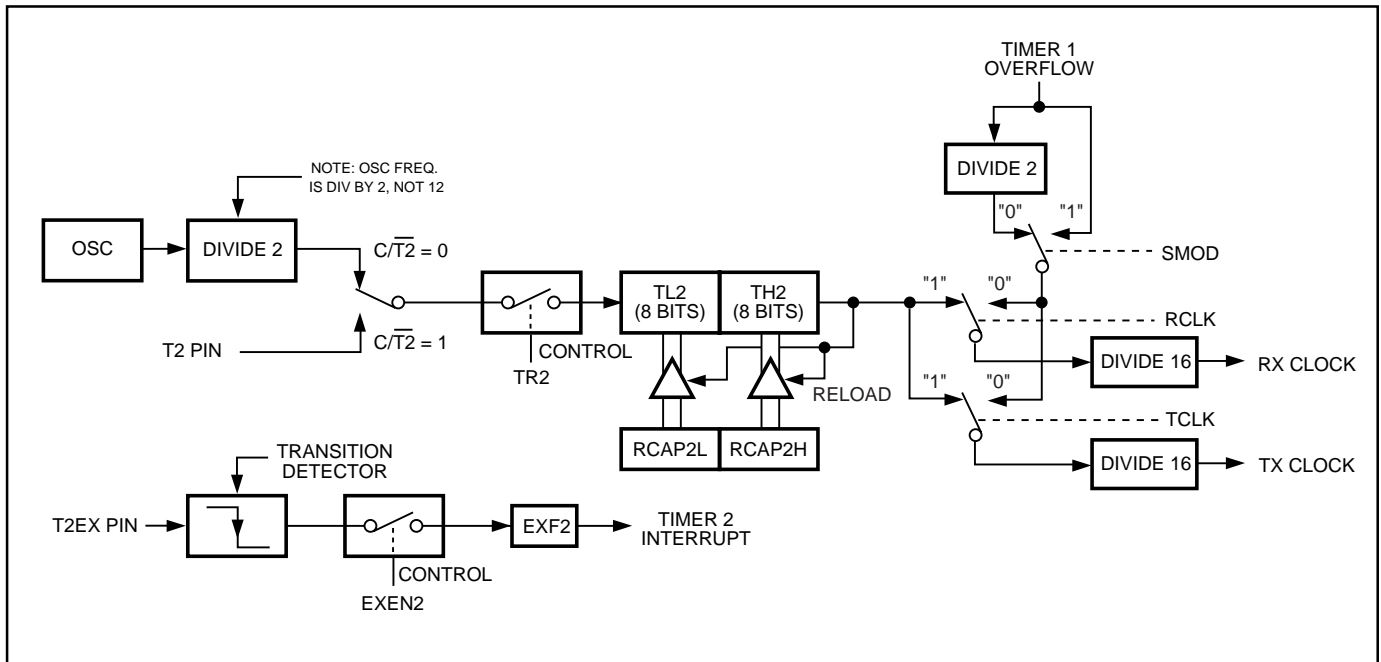 TIMER 1
OVERFLOW
DIVIDE 2
"0"
"1"
SMOD
NOTE: OSC FREQ.
IS DIV BY 2, NOT 12
OSC
DIVIDE 2
C/T2̅ = 0
T2 PIN
C/T2̅ = 1
CONTROL
TR2
TL2
(8 BITS)
TH2
(8 BITS)
RCAP2L
RCAP2H
RELOAD
"1"
"0"
RCLK
DIVIDE 16
RX CLOCK
"1"
"0"
TCLK
DIVIDE 16
TX CLOCK
TRANSITION
DETECTOR
T2EX PIN
CONTROL
EXEN2
EXF2
TIMER 2
INTERRUPT